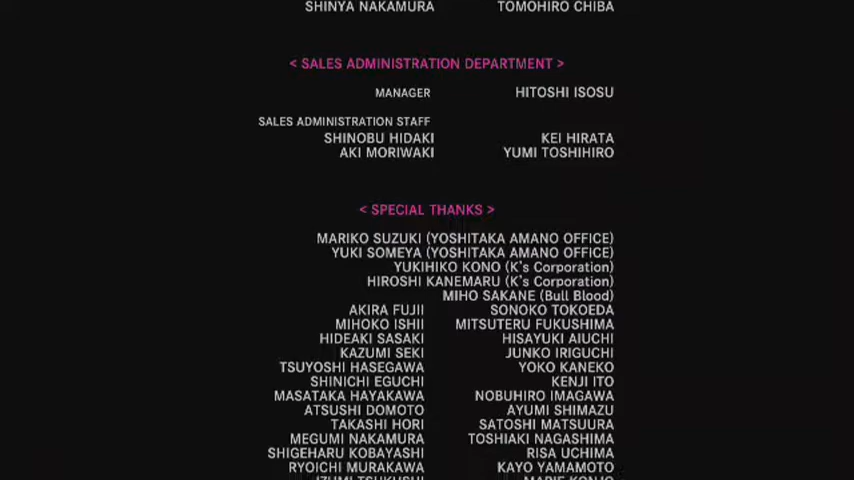 SHINYA NAKAMURA TOMOHIRO CHIBA
< SALES ADMINISTRATION DEPARTMENT >
MANAGER HITOSHI ISOSU
SALES ADMINISTRATION STAFF
SHINOBU HIDAKI KEI HIRATA
AKI MORIWAKI YUMI TOSHIHIRO
< SPECIAL THANKS >
MARIKO SUZUKI (YOSHITAKA AMANO OFFICE)
YUKI SOMEYA (YOSHITAKA AMANO OFFICE)
YUKIHIKO KONO (K's Corporation)
HIROSHI KANEMARU (K's Corporation)
MIHO SAKANE (Bull Blood)
AKIRA FUJII SONOKO TOKOEDA
MIHOKO ISHII MITSUTERU FUKUSHIMA
HIDEAKI SASAKI HISAYUKI AIUCHI
KAZUMI SEKI JUNKO IRIGUCHI
TSUYOSHI HASEGAWA YOKO KANEKO
SHINICHI EGUCHI KENJI ITO
MASATAKA HAYAKAWA NOBUHIRO IMAGAWA
ATSUSHI DOMOTO AYUMI SHIMAZU
TAKASHI HORI SATOSHI MATSUURA
MEGUMI NAKAMURA TOSHIAKI NAGASHIMA
SHIGEHARU KOBAYASHI RISA UCHIMA
RYOICHI MURAKAWA KAYO YAMAMOTO